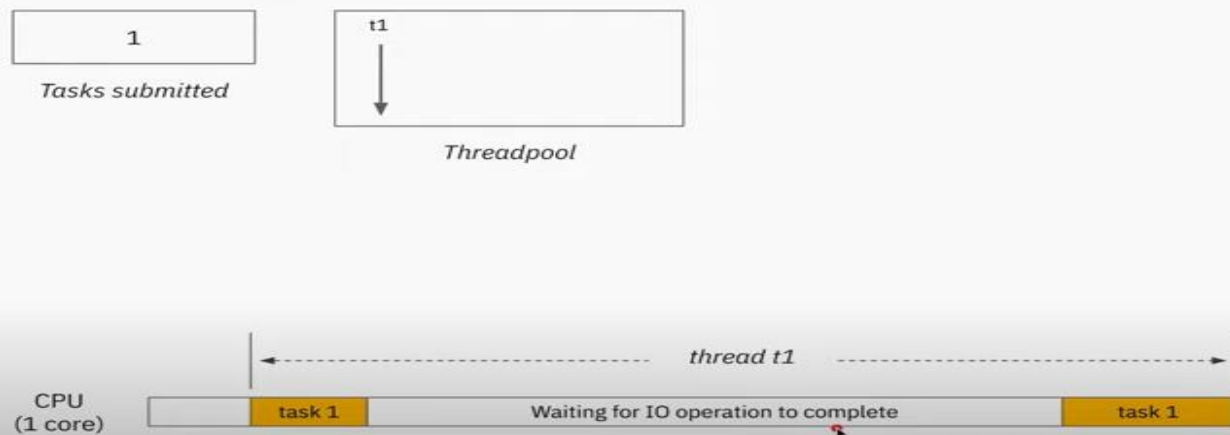 1
Tasks submitted
t1
Threadpool
thread t1
CPU
(1 core)
task 1
Waiting for IO operation to complete
task 1